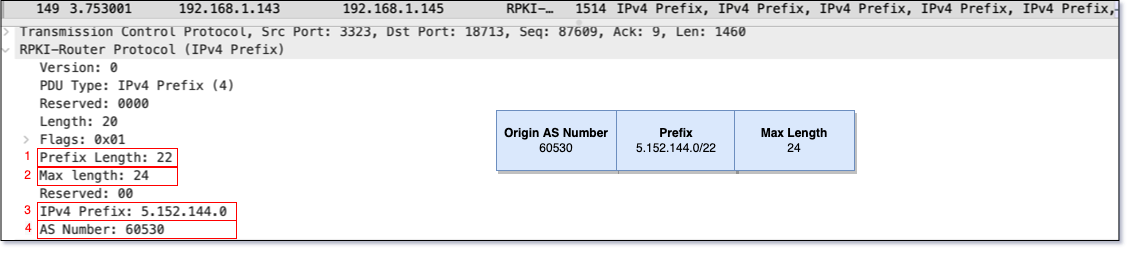 149 3.753001 192.168.1.143 192.168.1.145 RPKI-… 1514 IPv4 Prefix, IPv4 Prefix, IPv4 Prefix, IPv4 Prefix, IPv4 Prefix,
Transmission Control Protocol, Src Port: 3323, Dst Port: 18713, Seq: 87609, Ack: 9, Len: 1460
RPKI-Router Protocol (IPv4 Prefix)
Version: 0
PDU Type: IPv4 Prefix (4)
Reserved: 0000
Length: 20
Flags: 0x01
1 Prefix Length: 22
2 Max length: 24
Reserved: 00
3 IPv4 Prefix: 5.152.144.0
4 AS Number: 60530
Origin AS Number Prefix Max Length
60530 5.152.144.0/22 24